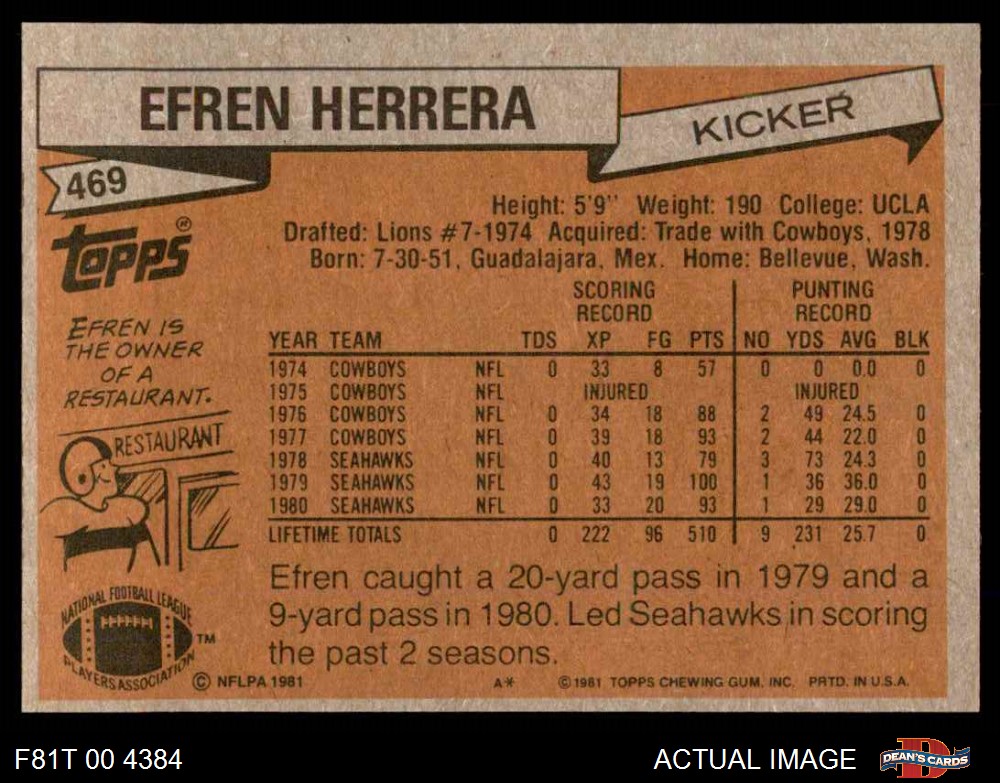 EFREN HERRERA
KICKER
469
Topps®
Height: 5'9" Weight: 190 College: UCLA
Drafted: Lions #7-1974 Acquired: Trade with Cowboys, 1978
Born: 7-30-51, Guadalajara, Mex. Home: Bellevue, Wash.
EFREN IS
THE OWNER
OF A
RESTAURANT.
RESTAURANT
SCORING PUNTING
RECORD RECORD
YEAR TEAM TDS XP FG PTS NO YDS AVG BLK
1974 COWBOYS NFL 0 33 8 57 0 0 0.0 0
1975 COWBOYS NFL INJURED INJURED
1976 COWBOYS NFL 0 34 18 88 2 49 24.5 0
1977 COWBOYS NFL 0 39 18 93 2 44 22.0 0
1978 SEAHAWKS NFL 0 40 13 79 3 73 24.3 0
1979 SEAHAWKS NFL 0 43 19 100 1 36 36.0 0
1980 SEAHAWKS NFL 0 33 20 93 1 29 29.0 0
LIFETIME TOTALS 0 222 96 510 9 231 25.7 0
Efren caught a 20-yard pass in 1979 and a
9-yard pass in 1980. Led Seahawks in scoring
the past 2 seasons.
NATIONAL FOOTBALL LEAGUE
PLAYERS ASSOCIATION
TM
© NFLPA 1981 A* © 1981 TOPPS CHEWING GUM, INC. PRTD. IN U.S.A.
F81T 00 4384 ACTUAL IMAGE
D
DEAN'S CARDS